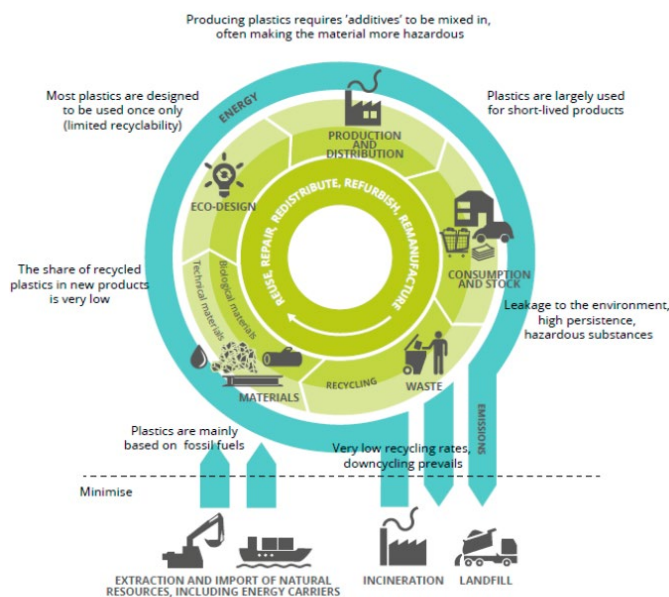 Producing plastics requires ‘additives’ to be mixed in,
often making the material more hazardous
Most plastics are designed
to be used once only
(limited recyclability)
ENERGY
Plastics are largely used
for short-lived products
PRODUCTION
AND
DISTRIBUTION
ECO-DESIGN
REUSE, REPAIR, REDISTRIBUTE, REFURBISH, REMANUFACTURE
CONSUMPTION
AND STOCK
The share of recycled
plastics in new products
is very low
Technical materials
Biological materials
Leakage to the environment,
high persistence,
hazardous substances
MATERIALS
RECYCLING
WASTE
EMISSIONS
Plastics are mainly
based on fossil fuels
Very low recycling rates,
downcycling prevails
Minimise
EXTRACTION AND IMPORT OF NATURAL
RESOURCES, INCLUDING ENERGY CARRIERS
INCINERATION
LANDFILL